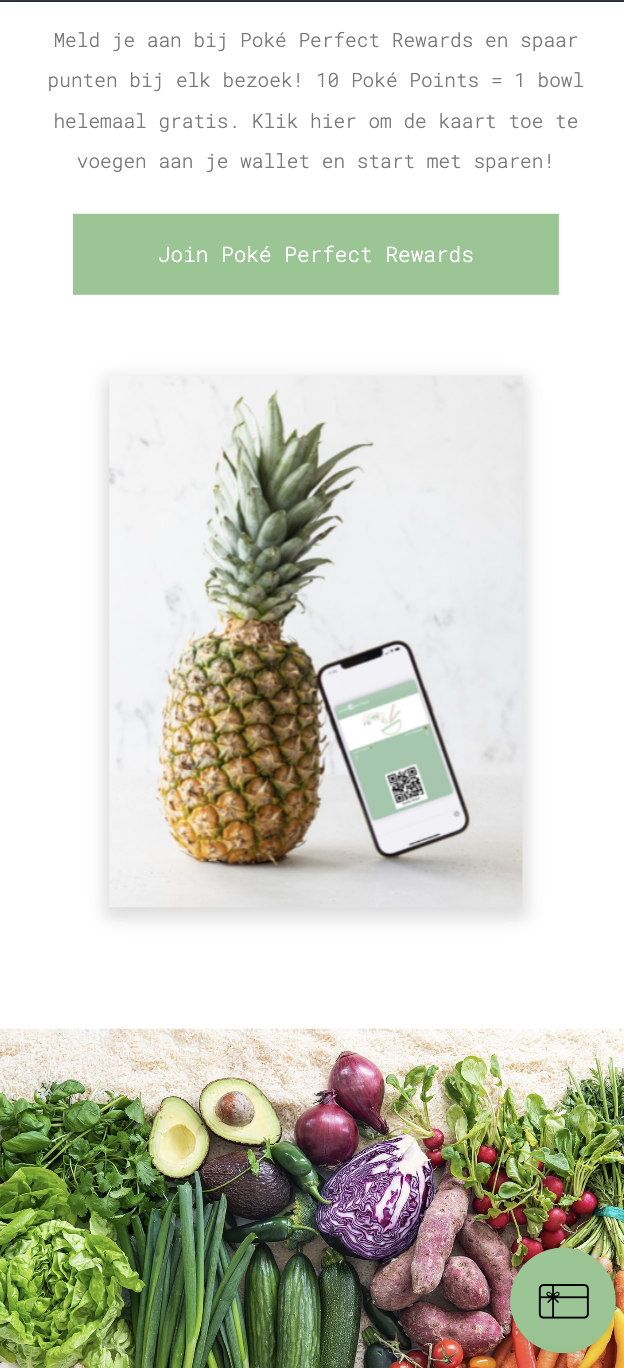 Meld je aan bij Poké Perfect Rewards en spaar
punten bij elk bezoek! 10 Poké Points = 1 bowl
helemaal gratis. Klik hier om de kaart toe te
voegen aan je wallet en start met sparen!
Join Poké Perfect Rewards